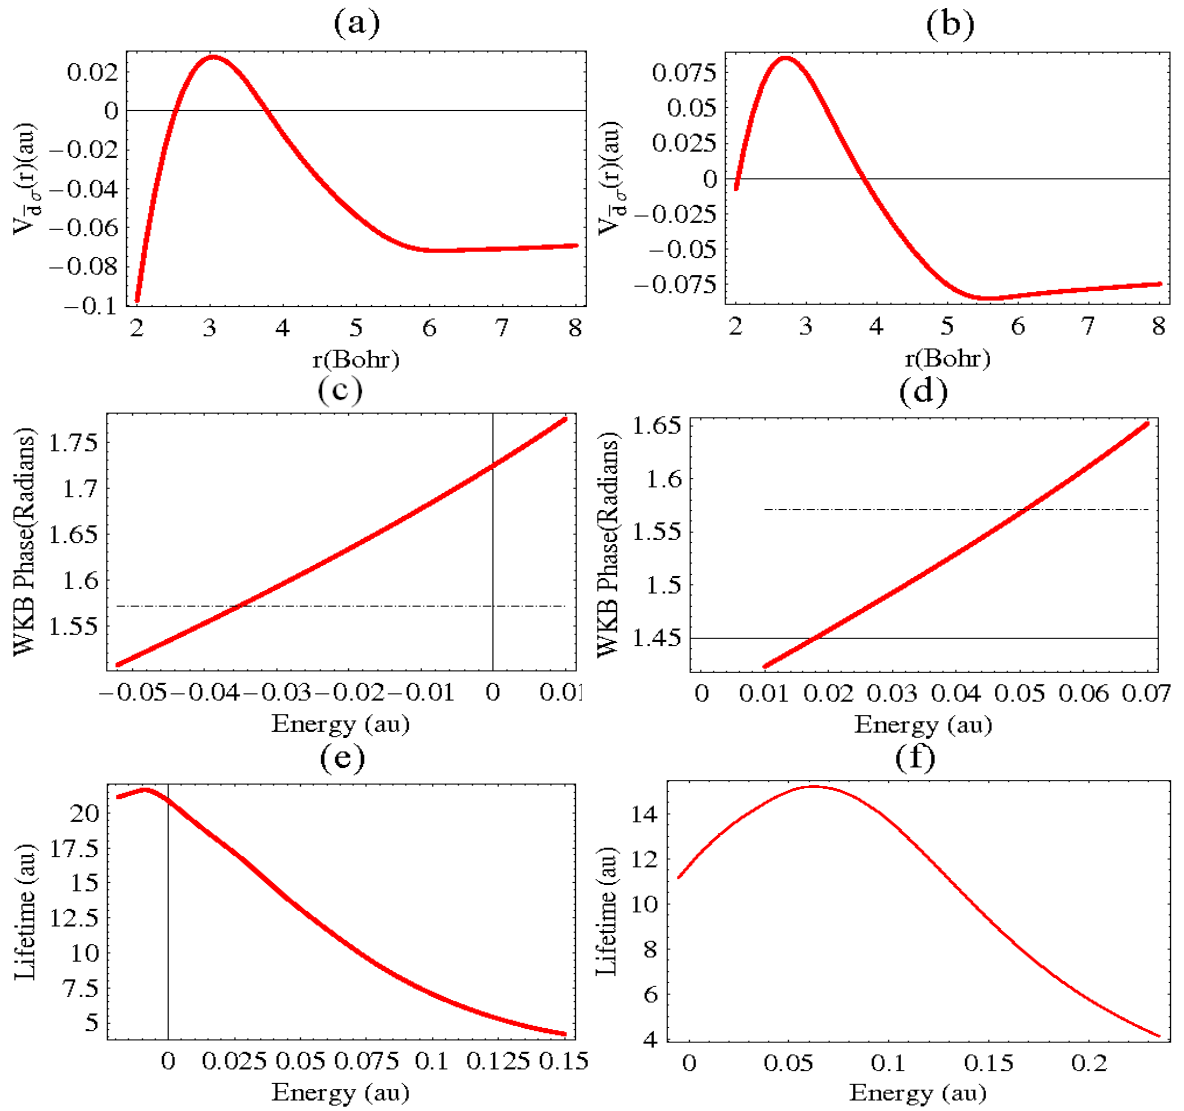 (a)
0.02
0
−0.02
−0.04
−0.06
−0.08
−0.1
V d̄ σ (r)(au)
2 3 4 5 6 7 8
r(Bohr)
(b)
0.075
0.05
0.025
0
−0.025
−0.05
−0.075
V d̄ σ (r)(au)
2 3 4 5 6 7 8
r(Bohr)
(c)
1.75
1.7
1.65
1.6
1.55
WKB Phase(Radians)
−0.05 −0.04 −0.03 −0.02 −0.01 0 0.01
Energy (au)
(d)
1.65
1.6
1.55
1.5
1.45
WKB Phase(Radians)
0 0.01 0.02 0.03 0.04 0.05 0.06 0.07
Energy (au)
(e)
20
17.5
15
12.5
10
7.5
5
Lifetime (au)
0 0.025 0.05 0.075 0.1 0.125 0.15
Energy (au)
(f)
14
12
10
8
6
4
Lifetime (au)
0 0.05 0.1 0.15 0.2
Energy (au)